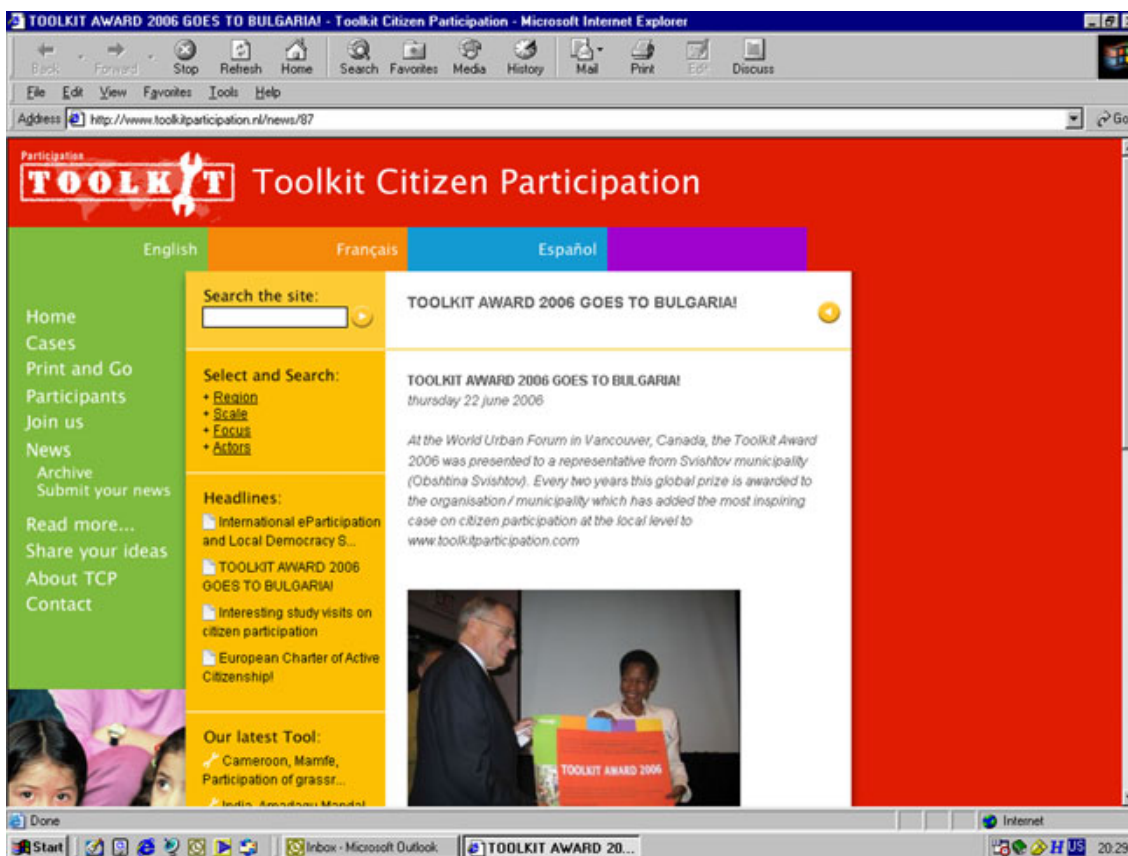 TOOLKIT AWARD 2006 GOES TO BULGARIA! - Toolkit Citizen Participation - Microsoft Internet Explorer
Back Forward Stop Refresh Home Search Favorites Media History Mail Print Edit Discuss
File Edit View Favorites Tools Help
Address http://www.toolkitparticipation.nl/news/87 Go
Participation
TOOLKIT
Toolkit Citizen Participation
English Français Español
Home
Cases
Print and Go
Participants
Join us
News
Archive
Submit your news
Read more...
Share your ideas
About TCP
Contact
Search the site:
Select and Search:
+ Region
+ Scale
+ Focus
+ Actors
Headlines:
International eParticipation
and Local Democracy S...
TOOLKIT AWARD 2006
GOES TO BULGARIA!
Interesting study visits on
citizen participation
European Charter of Active
Citizenship!
Our latest Tool:
Cameroon, Mamfe,
Participation of grassr...
India, Amadagu Mandal
TOOLKIT AWARD 2006 GOES TO BULGARIA!
TOOLKIT AWARD 2006 GOES TO BULGARIA!
thursday 22 june 2006
At the World Urban Forum in Vancouver, Canada, the Toolkit Award
2006 was presented to a representative from Svishtov municipality
(Obshtina Svishtov). Every two years this global prize is awarded to
the organisation / municipality which has added the most inspiring
case on citizen participation at the local level to
www.toolkitparticipation.com
TOOLKIT AWARD 2006
Done Internet
Start Inbox - Microsoft Outlook TOOLKIT AWARD 20... H US 20:29